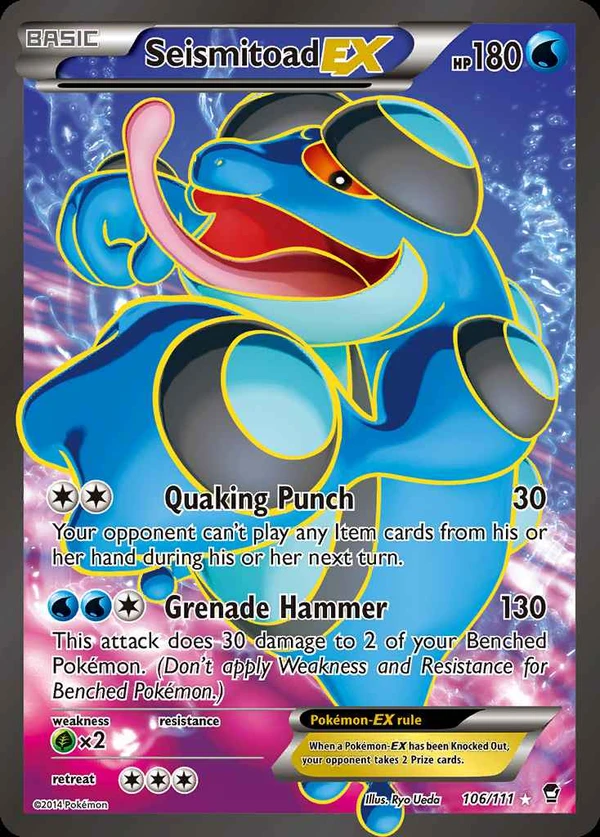 BASIC
Seismitoad EX
HP180
Quaking Punch 30
Your opponent can't play any Item cards from his or
her hand during his or her next turn.
Grenade Hammer 130
This attack does 30 damage to 2 of your Benched
Pokémon. (Don't apply Weakness and Resistance for
Benched Pokémon.)
weakness resistance
×2
retreat
Pokémon-EX rule
When a Pokémon-EX has been Knocked Out,
your opponent takes 2 Prize cards.
©2014 Pokémon
Illus. Ryo Ueda 106/111